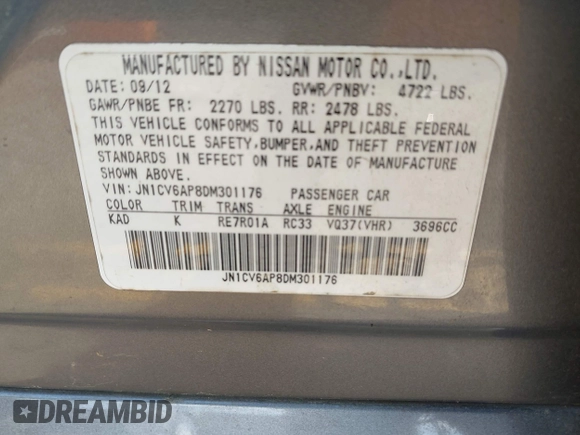 MANUFACTURED BY NISSAN MOTOR CO.,LTD.
DATE: 09/12 GVWR/PNBV: 4722 LBS.
GAWR/PNBE FR: 2270 LBS. RR: 2478 LBS.
THIS VEHICLE CONFORMS TO ALL APPLICABLE FEDERAL
MOTOR VEHICLE SAFETY,BUMPER,AND THEFT PREVENTION
STANDARDS IN EFFECT ON THE DATE OF MANUFACTURE
SHOWN ABOVE.
VIN: JN1CV6AP8DM301176 PASSENGER CAR
COLOR TRIM TRANS AXLE ENGINE
KAD K RE7R01A RC33 VQ37(VHR) 3696CC
JN1CV6AP8DM301176
DREAMBID